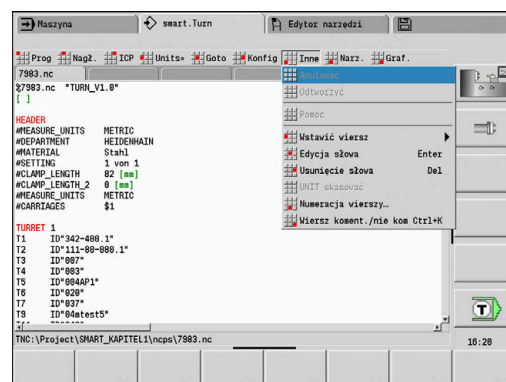 Maszyna smart.Turn Edytor narzędzi
Prog Nagł. ICP Units» Goto Konfig Inne Narz. Graf.
7983.nc
%7983.nc "TURN_V1.0"
[ ]
HEADER
#MEASURE_UNITS METRIC
#DEPARTMENT HEIDENHAIN
#MATERIAL Stahl
#SETTING 1 von 1
#CLAMP_LENGTH 82 [mm]
#CLAMP_LENGTH_2 0 [mm]
#MEASURE_UNITS METRIC
#CARRIAGES $1
TURRET 1
T1 ID"342-400.1"
T2 ID"111-80-080.1"
T3 ID"007"
T4 ID"003"
T5 ID"004AP1"
T6 ID"020"
T7 ID"037"
T9 ID"04mtest5"
Anulować
Odtworzyć
Pomoc
Wstawić wiersz
Edycja słowa Enter
Usunięcie słowa Del
UNIT skasować
Numeracja wierszy…
Wiersz koment./nie kom Ctrl+K
T
TNC:\Project\SMART_KAPITEL1\ncps\7983.nc
16:20